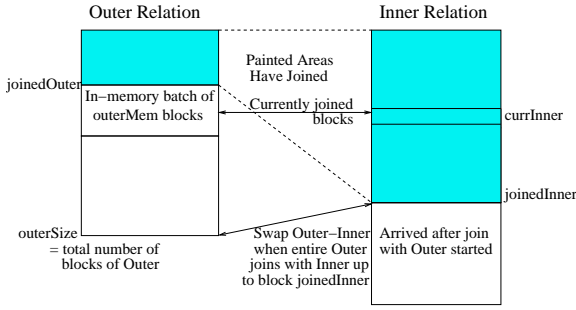 Outer Relation
Inner Relation
Painted Areas
Have Joined
joinedOuter
In−memory batch of
outerMem blocks
Currently joined
blocks
currInner
joinedInner
outerSize
= total number of
blocks of Outer
Swap Outer−Inner
when entire Outer
joins with Inner up
to block joinedInner
Arrived after join
with Outer started